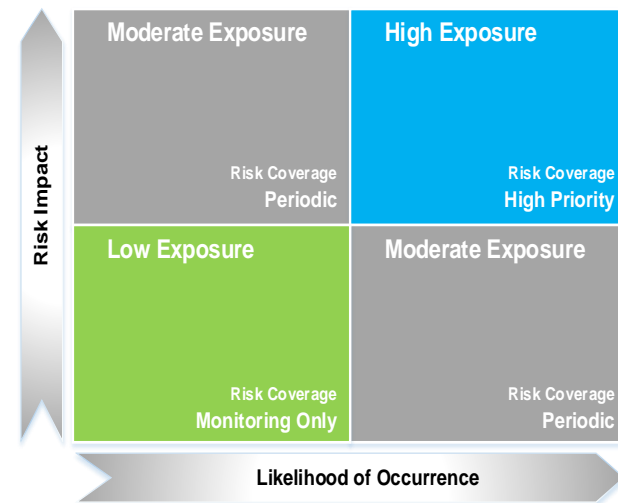 Moderate Exposure
High Exposure
Risk Coverage
Periodic
Risk Coverage
High Priority
Risk Impact
Low Exposure
Moderate Exposure
Risk Coverage
Monitoring Only
Risk Coverage
Periodic
Likelihood of Occurrence